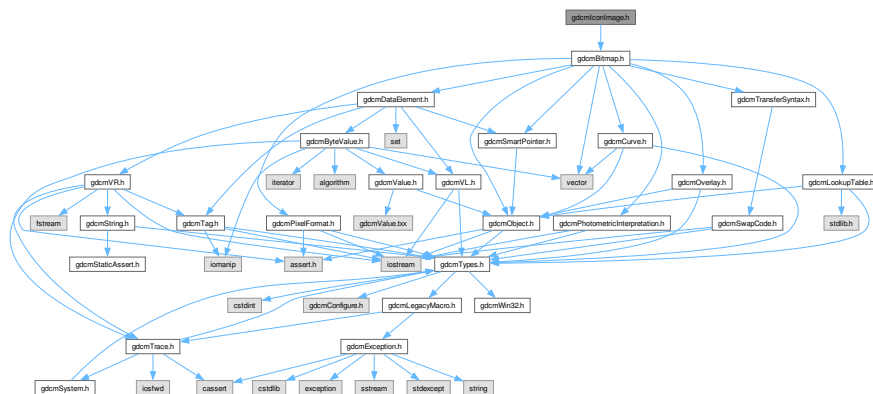 gdcmIconImage.h
gdcmBitmap.h
gdcmDataElement.h
gdcmTransferSyntax.h
gdcmByteValue.h
set
gdcmSmartPointer.h
gdcmCurve.h
gdcmVR.h
iterator
algorithm
gdcmValue.h
gdcmVL.h
vector
gdcmOverlay.h
gdcmLookupTable.h
fstream
gdcmString.h
gdcmTag.h
gdcmPixelFormat.h
gdcmValue.txx
gdcmObject.h
gdcmPhotometricInterpretation.h
gdcmSwapCode.h
stdlib.h
gdcmStaticAssert.h
iomanip
assert.h
iostream
gdcmTypes.h
cstdint
gdcmConfigure.h
gdcmLegacyMacro.h
gdcmWin32.h
gdcmTrace.h
gdcmException.h
gdcmSystem.h
iosfwd
cassert
cstdlib
exception
sstream
stdexcept
string